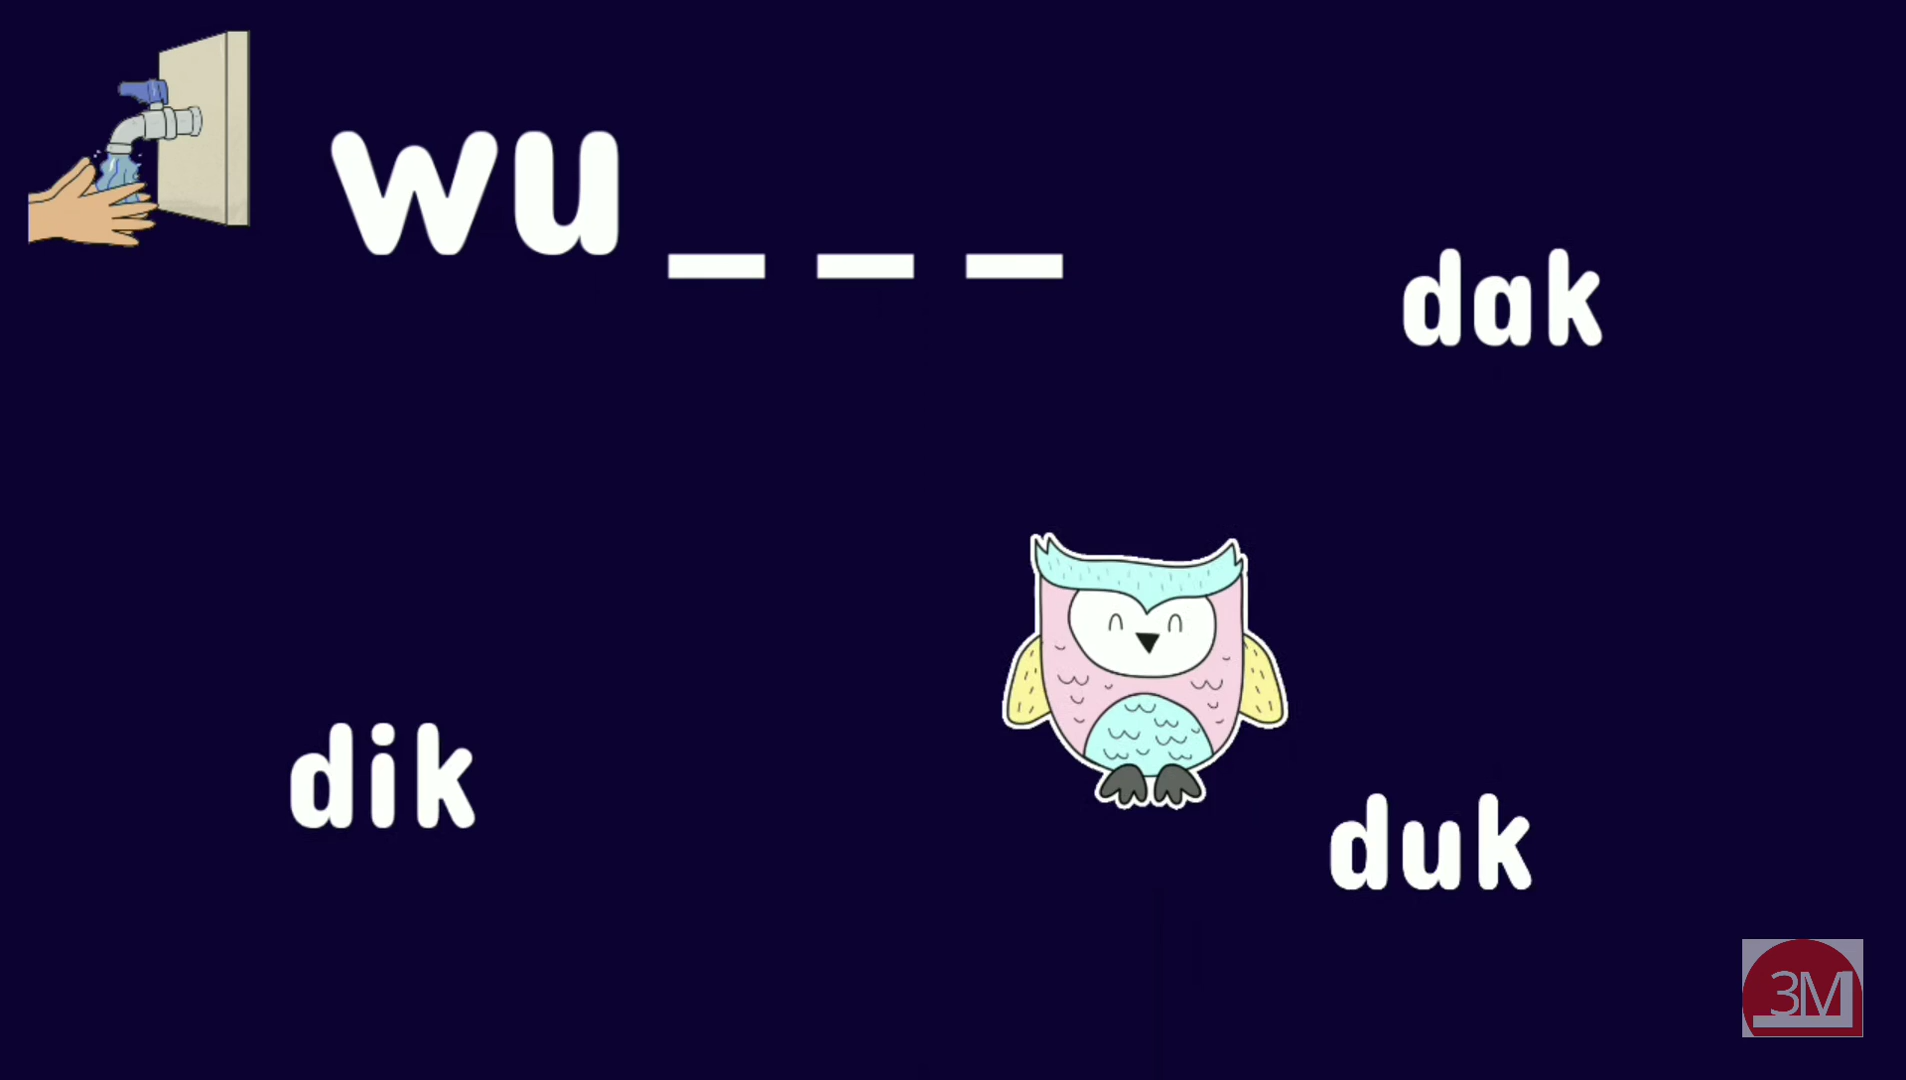 wu_ _ _
dak
dik
duk
3M